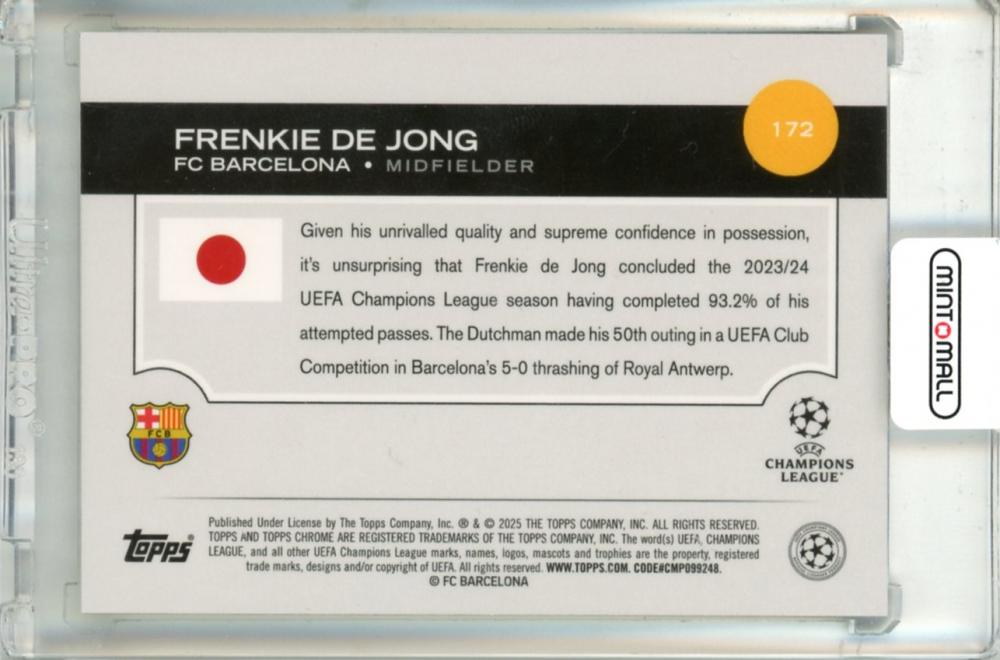 FRENKIE DE JONG
FC BARCELONA • MIDFIELDER
172
Given his unrivalled quality and supreme confidence in possession,
it's unsurprising that Frenkie de Jong concluded the 2023/24
UEFA Champions League season having completed 93.2% of his
attempted passes. The Dutchman made his 50th outing in a UEFA Club
Competition in Barcelona's 5-0 thrashing of Royal Antwerp.
MINT MALL
FCB
UEFA
CHAMPIONS
LEAGUE
topps®
Published Under License by The Topps Company, Inc. ® & © 2025 THE TOPPS COMPANY, INC. ALL RIGHTS RESERVED.
TOPPS AND TOPPS CHROME ARE REGISTERED TRADEMARKS OF THE TOPPS COMPANY, INC. The word(s) UEFA, CHAMPIONS
LEAGUE, and all other UEFA Champions League marks, names, logos, mascots and trophies are the property, registered
trade marks, designs and/or copyright of UEFA. All rights reserved. WWW.TOPPS.COM. CODE#CMP099248.
© FC BARCELONA